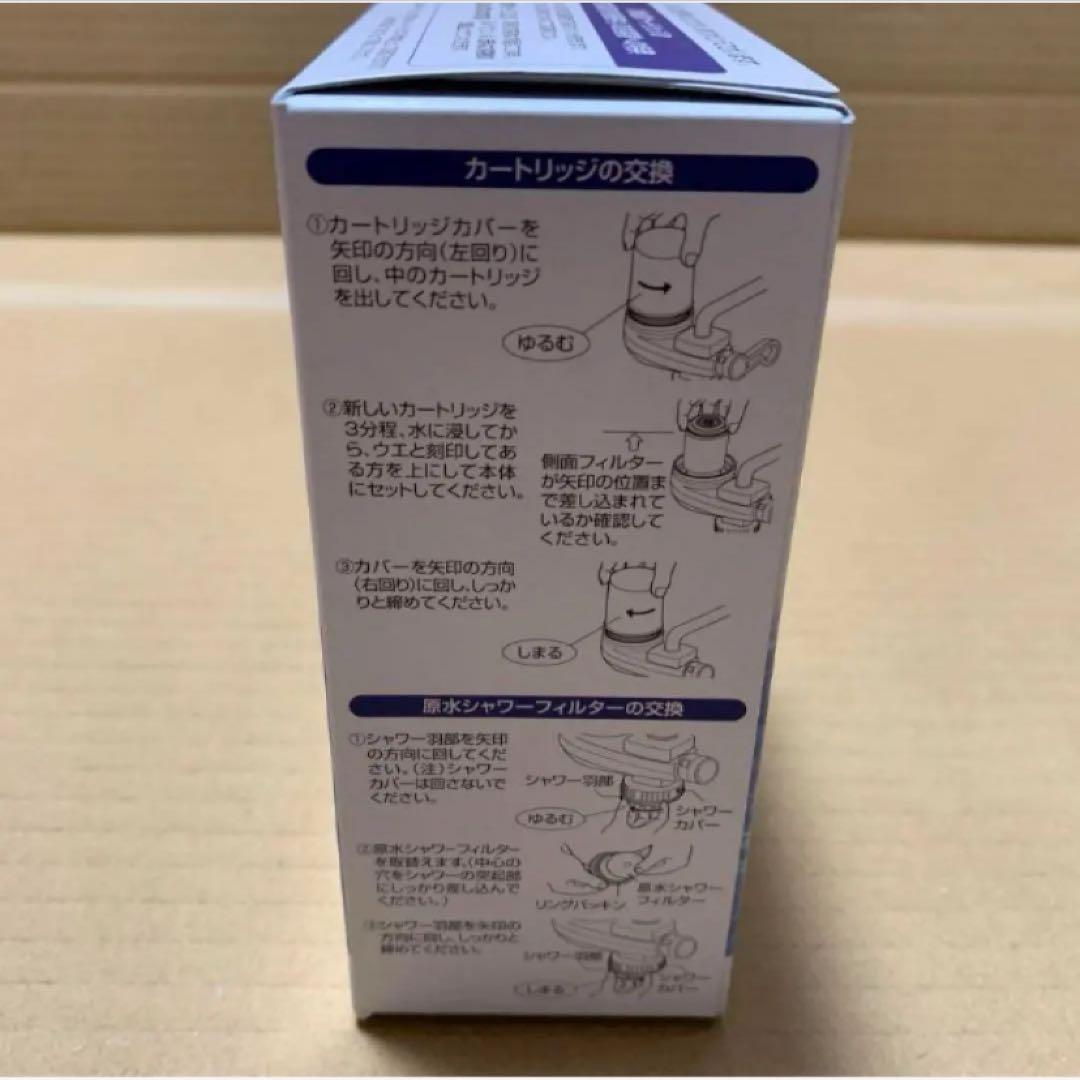 カートリッジの交換
①カートリッジカバーを
矢印の方向(左回り)に
回し、中のカートリッジ
を出してください。
ゆるむ
②新しいカートリッジを
3分程、水に浸してか
ら、ウエと刻印してあ
る方を上にして本体
にセットしてください。
側面フィルター
が矢印の位置ま
で差し込まれて
いるか確認して
ください。
③カバーを矢印の方向
(右回り)に回し、しっか
りと締めてください。
しまる
原水シャワーフィルターの交換
①シャワー羽部を矢印
の方向に回してくだ
さい。(注)シャワー
カバーは回さないで
ください。
シャワー羽部
ゆるむ
シャワー
カバー
②原水シャワーフィルター
を取替えます。(中心の
穴をシャワーの突起部
にしっかり差し込んで
ください。)
リングパッキン
原水シャワー
フィルター
③シャワー羽部を矢印の
方向に回し、しっかりと
締めてください。
シャワー羽部
しまる
シャワー
カバー